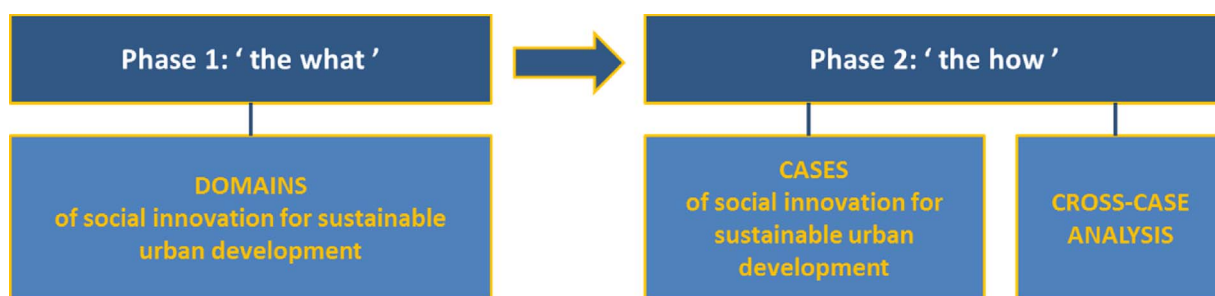 Phase 1: ‘ the what ’
Phase 2: ‘ the how ’
DOMAINS
of social innovation for sustainable
urban development
CASES
of social innovation for
sustainable urban
development
CROSS-CASE
ANALYSIS